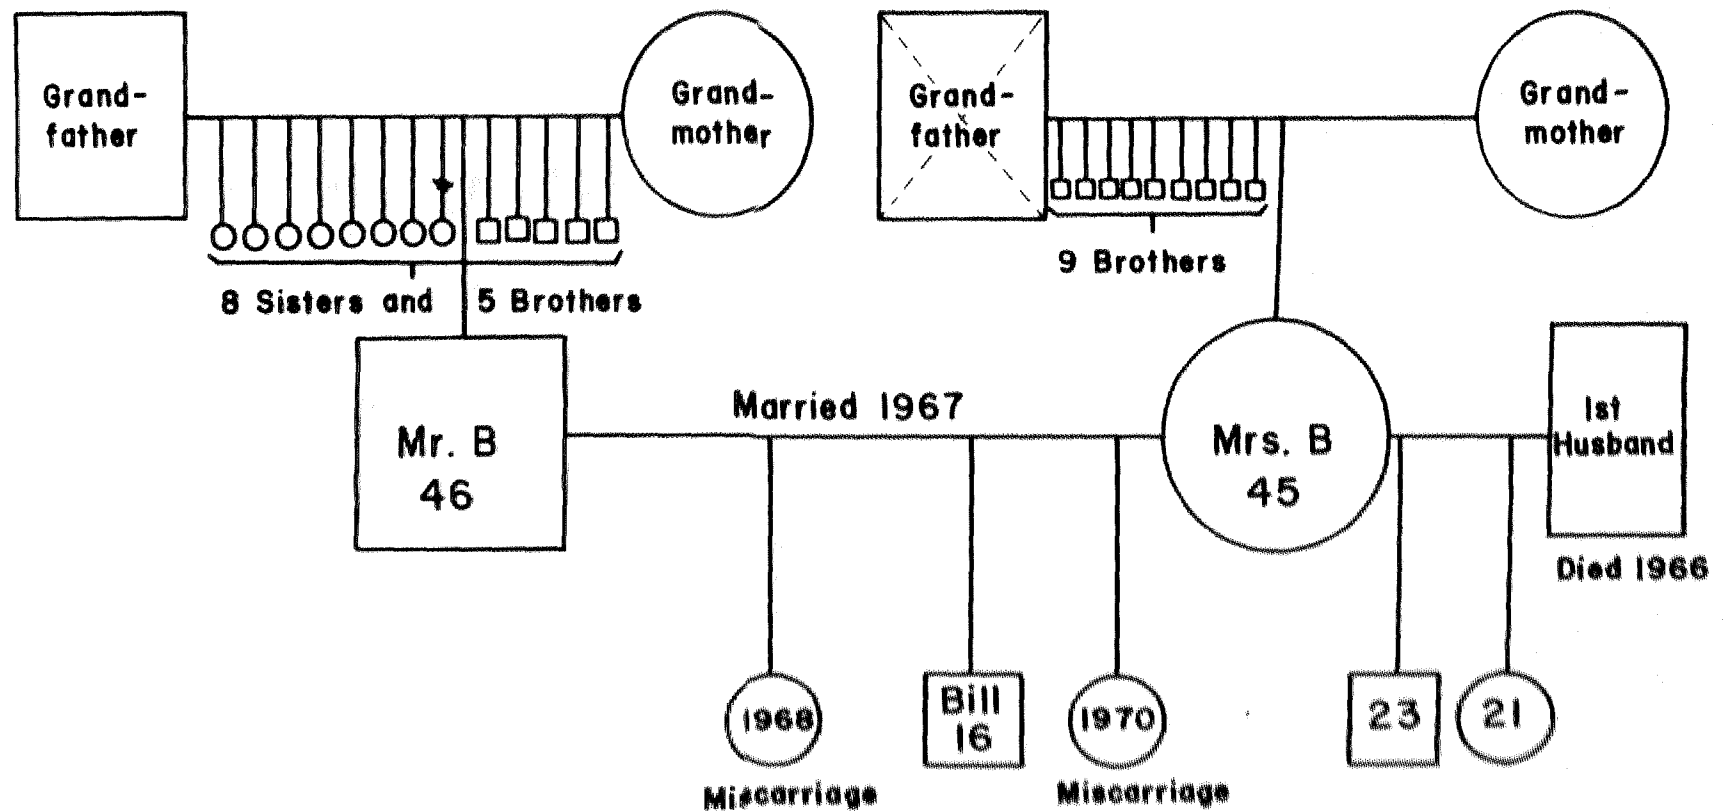 Grand-
father
Grand-
mother
Grand-
father
Grand-
mother
9 Brothers
8 Sisters and 5 Brothers
Married 1967
Mr. B
46
Mrs. B
45
1st
Husband
Died 1966
1968
Miscarriage
Bill
16
1970
Miscarriage
23
21